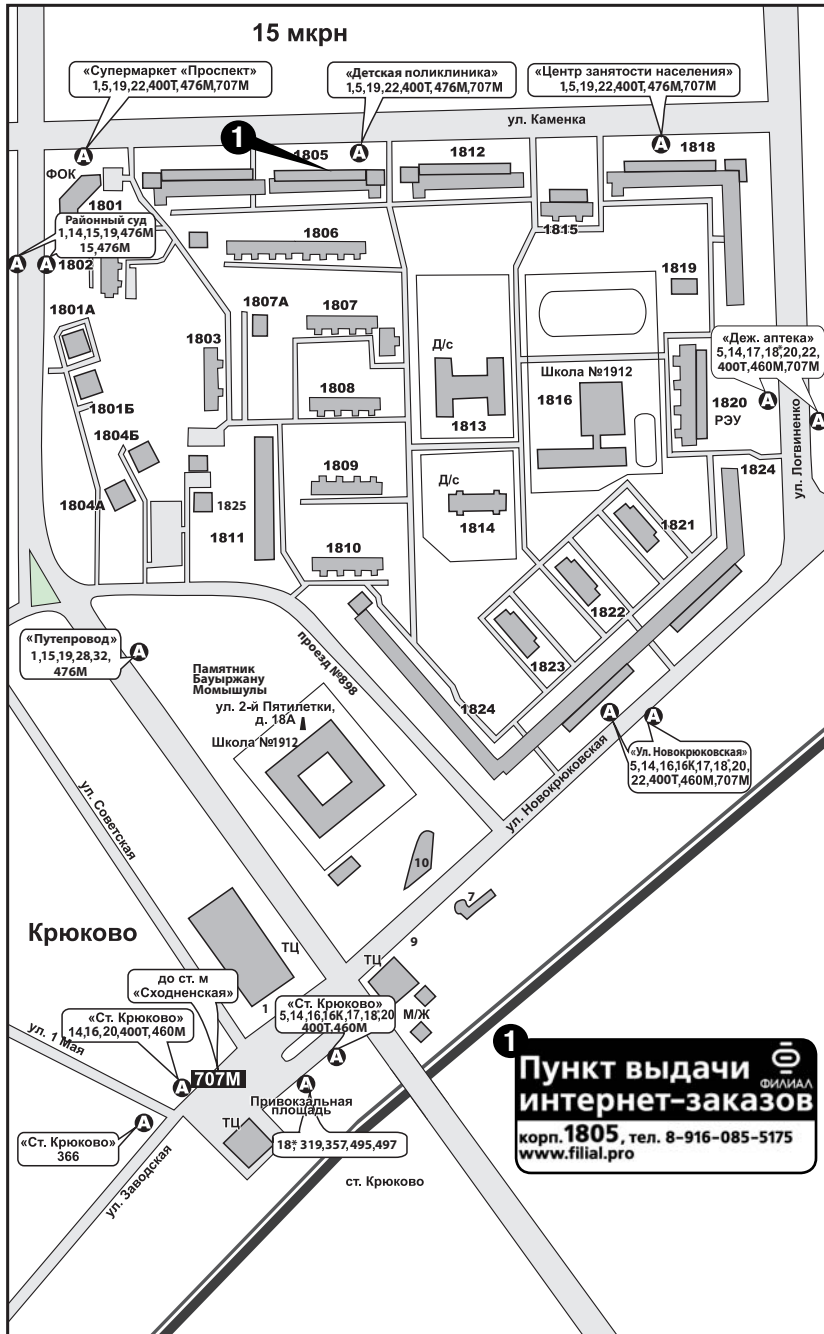 15 мкрн
«Супермаркет «Проспект»
1,5,19,22,400Т,476М,707М
«Детская поликлиника»
1,5,19,22,400Т,476М,707М
«Центр занятости населения»
1,5,19,22,400Т,476М,707М
ул. Каменка
А
А
А
1
1805
1812
1818
ФОК
1801
Районный суд
1,14,15,19,476М
15,476М
А
А
1802
1806
1815
1819
1801А
1807А
1807
1803
Д/с
Школа №1912
«Деж. аптека»
5,14,17,18*,20,22,
400Т,460М,707М
1801Б
1808
1813
1816
1820
РЭУ
А
А
1804Б
1809
Д/с
1824
ул. Логвиненко
1804А
1825
1811
1814
1821
1810
1822
«Путепровод»
1,15,19,28,32,
476М
А
проезд №898
1823
Памятник
Бауыржану
Момышулы
ул. 2-й Пятилетки,
д. 18А
Школа №1912
1824
А
А
«Ул. Новокрюковская»
5,14,16,16К,17,18*,20,
22,400Т,460М,707М
ул. Новокрюковская
ул. Советская
10
7
Крюково
ТЦ
9
ТЦ
до ст. м
«Сходненская»
1
«Ст. Крюково»
14,16,20,400Т,460М
«Ст. Крюково»
5,14,16,16К,17,18*,20
400Т,460М
М/Ж
ул. 1 Мая
А
707М
А
А
Привокзальная
площадь
«Ст. Крюково»
366
А
ТЦ
18*, 319,357,495,497
ст. Крюково
ул. Заводская
1
Пункт выдачи
ФИЛИАЛ
интернет-заказов
корп. 1805, тел. 8-916-085-5175
www.filial.pro